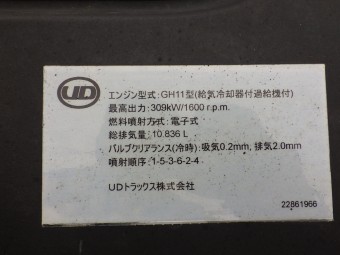 UD
エンジン型式:GH11型(給気冷却器付過給機付)
最高出力:309kW/1600 r.p.m.
燃料噴射方式:電子式
総排気量:10.836 L
バルブクリアランス(冷時):吸気0.2mm, 排気2.0mm
噴射順序:1-5-3-6-2-4
UDトラックス株式会社
22861966